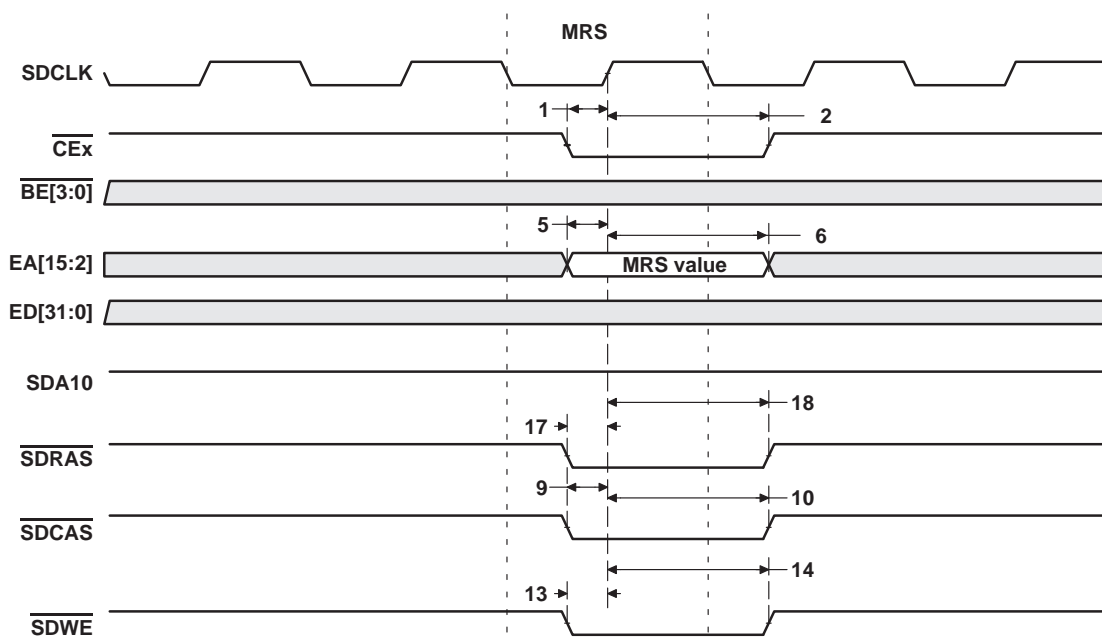 MRS
SDCLK
1
2
CEx
BE[3:0]
5
6
EA[15:2]
MRS value
ED[31:0]
SDA10
18
17
SDRAS
9
10
SDCAS
14
13
SDWE